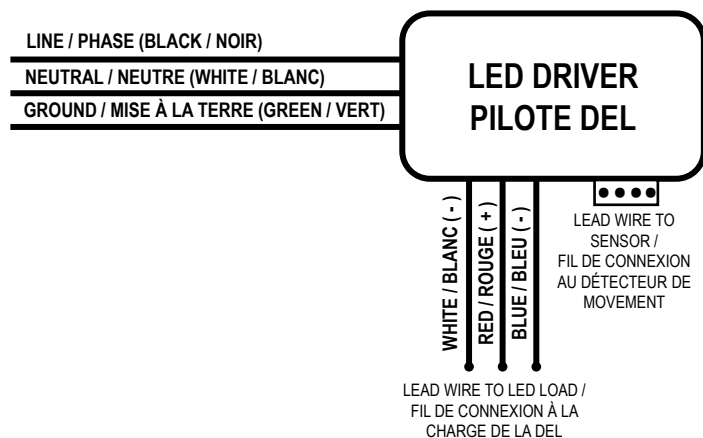 LINE / PHASE (BLACK / NOIR)
NEUTRAL / NEUTRE (WHITE / BLANC)
GROUND / MISE À LA TERRE (GREEN / VERT)
LED DRIVER
PILOTE DEL
WHITE / BLANC ( - )
RED / ROUGE ( + )
BLUE / BLEU ( - )
LEAD WIRE TO
SENSOR /
FIL DE CONNEXION
AU DÉTECTEUR DE
MOVEMENT
LEAD WIRE TO LED LOAD /
FIL DE CONNEXION À LA
CHARGE DE LA DEL